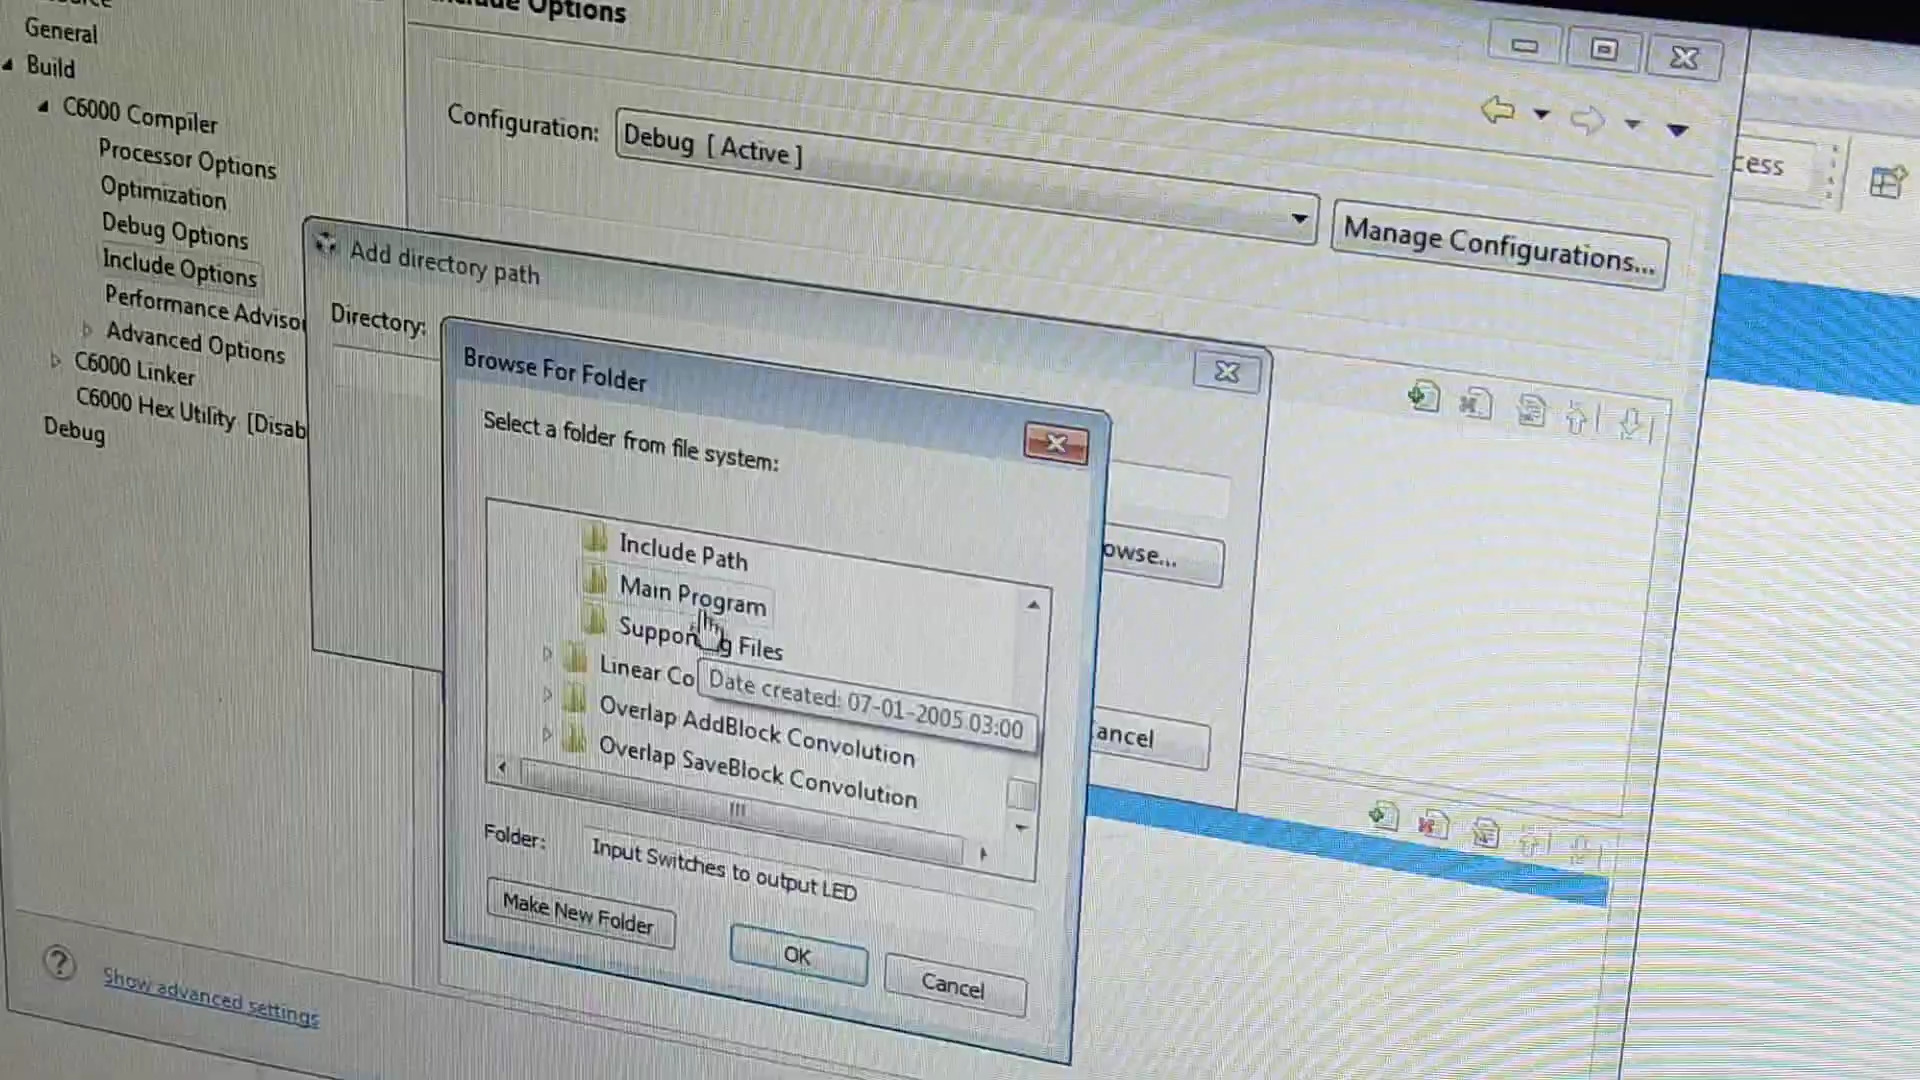 Include Options
General
Build
C6000 Compiler
Processor Options
Optimization
Debug Options
Include Options
Performance Advisor
Advanced Options
C6000 Linker
C6000 Hex Utility [Disab
Debug
Show advanced settings
Configuration:
Debug [ Active ]
Manage Configurations...
cess
Add directory path
Directory:
Browse For Folder
Select a folder from file system:
Include Path
Main Program
Suppor g Files
Linear Co
Date created: 07-01-2005 03:00
Overlap AddBlock Convolution
Overlap SaveBlock Convolution
Folder:
Input Switches to output LED
Make New Folder
OK
Cancel
owse...
ancel